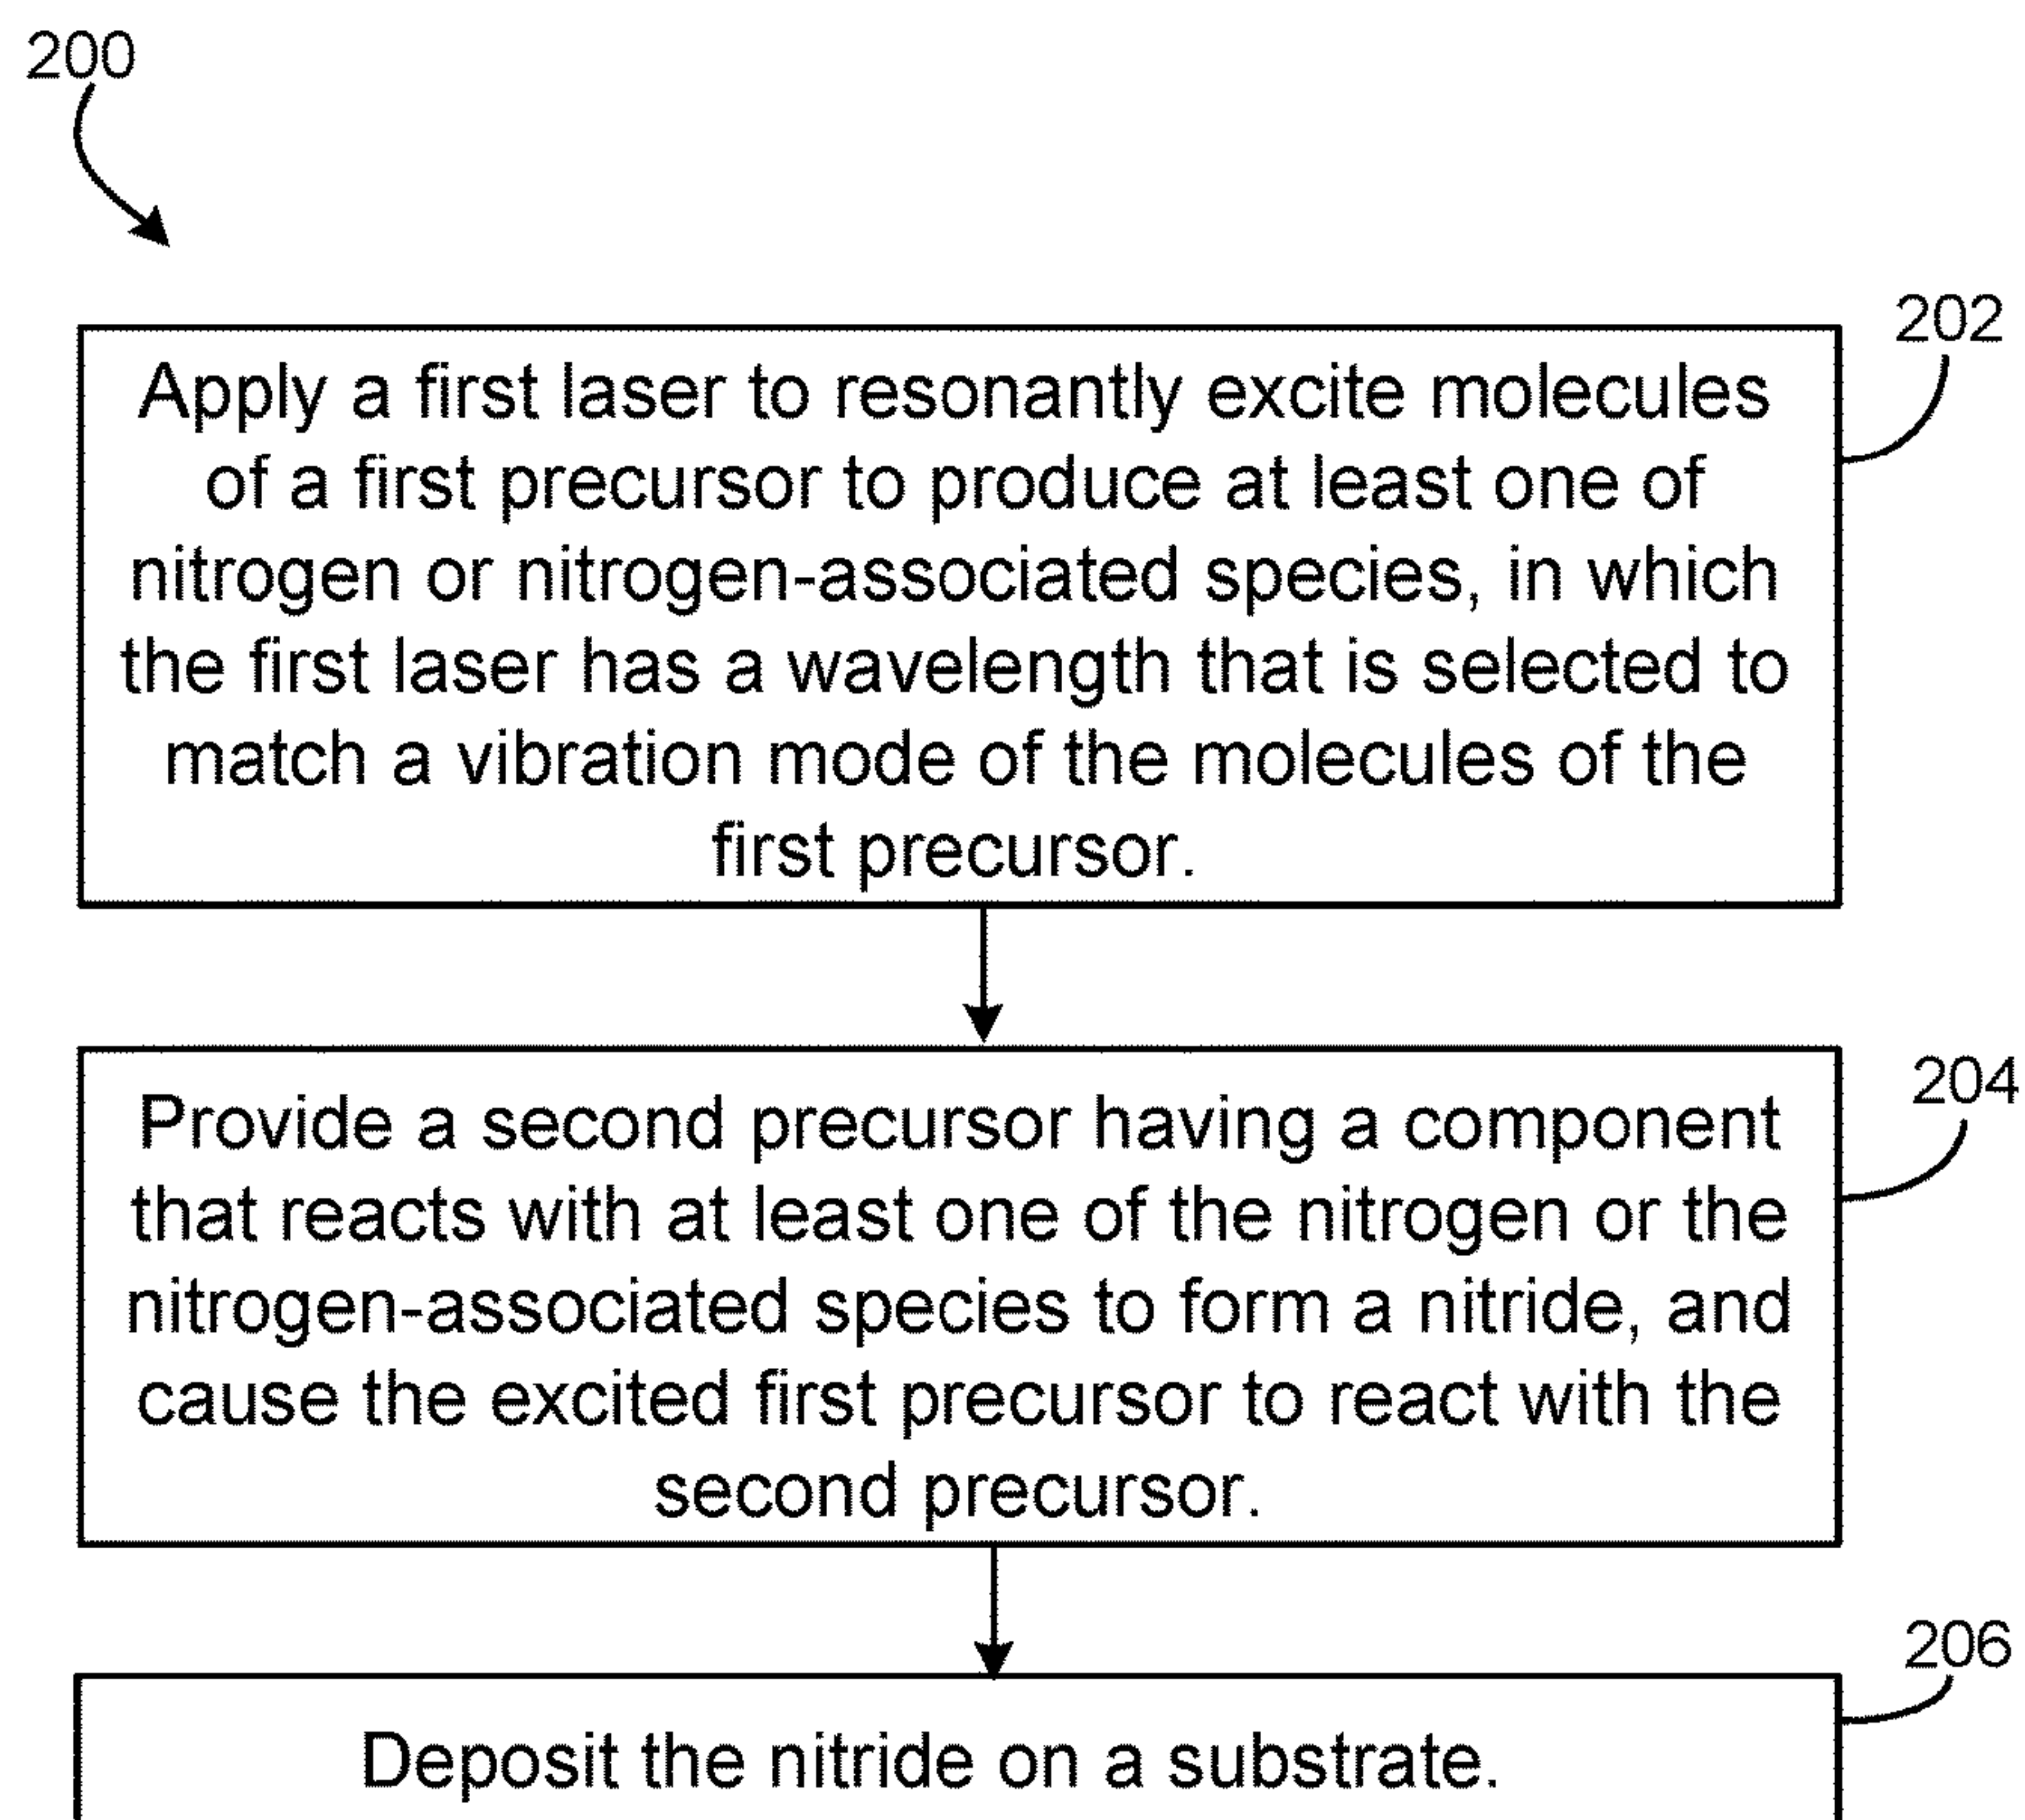 200
202
Apply a first laser to resonantly excite molecules
of a first precursor to produce at least one of
nitrogen or nitrogen-associated species, in which
the first laser has a wavelength that is selected to
match a vibration mode of the molecules of the
first precursor.
204
Provide a second precursor having a component
that reacts with at least one of the nitrogen or the
nitrogen-associated species to form a nitride, and
cause the excited first precursor to react with the
second precursor.
206
Deposit the nitride on a substrate.